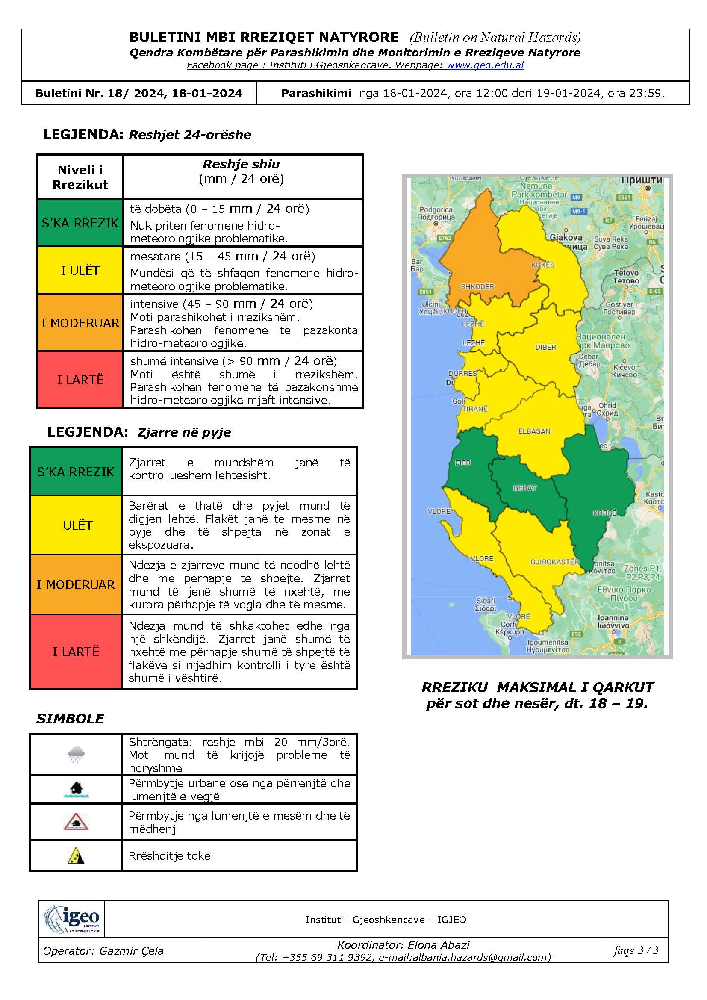 BULETINI MBI RREZIQET NATYRORE (Bulletin on Natural Hazards)
Qendra Kombëtare për Parashikimin dhe Monitorimin e Rreziqeve Natyrore
Facebook page : Instituti i Gjeoshkencave, Webpage: www.geo.edu.al
Buletini Nr. 18/ 2024, 18-01-2024
Parashikimi nga 18-01-2024, ora 12:00 deri 19-01-2024, ora 23:59.
LEGJENDA: Reshjet 24-orëshe
Niveli i
Rrezikut
Reshje shiu
(mm / 24 orë)
S’KA RREZIK
të dobëta (0 – 15 mm / 24 orë)
Nuk priten fenomene hidro-
meteorologjike problematike.
I ULËT
mesatare (15 – 45 mm / 24 orë)
Mundësi që të shfaqen fenomene hidro-
meteorologjike problematike.
I MODERUAR
intensive (45 – 90 mm / 24 orë)
Moti parashikohet i rrezikshëm.
Parashikohen fenomene të pazakonta
hidro-meteorologjike.
I LARTË
shumë intensive (> 90 mm / 24 orë)
Moti është shumë i rrezikshëm.
Parashikohen fenomene të pazakonshme
hidro-meteorologjike mjaft intensive.
LEGJENDA: Zjarre në pyje
S’KA RREZIK
Zjarret e mundshëm janë të
kontrollueshëm lehtësisht.
ULËT
Barërat e thatë dhe pyjet mund të
digjen lehtë. Flakët janë te mesme në
pyje dhe të shpejta në zonat e
ekspozuara.
I MODERUAR
Ndezja e zjarreve mund të ndodhë lehtë
dhe me përhapje të shpejtë. Zjarret
mund të jenë shumë të nxehtë, me
kurora përhapje të vogla dhe të mesme.
I LARTË
Ndezja mund të shkaktohet edhe nga
një shkëndijë. Zjarret janë shumë të
nxehtë me përhapje shumë të shpejtë të
flakëve si rrjedhim kontrolli i tyre është
shumë i vështirë.
SIMBOLE
Shtrëngata: reshje mbi 20 mm/3orë.
Moti mund të krijojë probleme të
ndryshme
Përmbytje urbane ose nga përrenjtë dhe
lumenjtë e vegjël
Përmbytje nga lumenjtë e mesëm dhe të
mëdhenj
Rrëshqitje toke
Nemuna -
Park kombëtar
Национални
M9
M9-1
E851
R7
R6
Podgorica
Подгорица
E762
Ferizaj
Gjakova
Suva Reka
Сува Река
Bar
Бар
KUKËS
Tetovo
Тетово
SHKODËR
E851
E-65
Ulcinj
SHKODËR
Gostivar
Гостивар
LEZHË
LEZHË
DIBËR
Debar
Дебар
Kičevo
Кичево
DURRËS
TIRANË
Ohrid
Охрид
ELBASAN
FIER
BERAT
VLORË
KORÇË
VLORË
GJIROKASTËR
Zones P1,
P2,P3,P4
Εθνικό Πάρκο
Πίνδου
Sidari
Σιδάρι
VLORË
Corfu
Κέρκυρα
Ioannina
Ιωάννινα
E92
2
Igoumenitsa
Ηγουμενίτσα
RREZIKU MAKSIMAL I QARKUT
për sot dhe nesër, dt. 18 – 19.
igeo
INSTITUTI
I GJEOSHKENCAVE
Instituti i Gjeoshkencave – IGJEO
Operator: Gazmir Çela
Koordinator: Elona Abazi
(Tel: +355 69 311 9392, e-mail:albania.hazards@gmail.com)
faqe 3 / 3